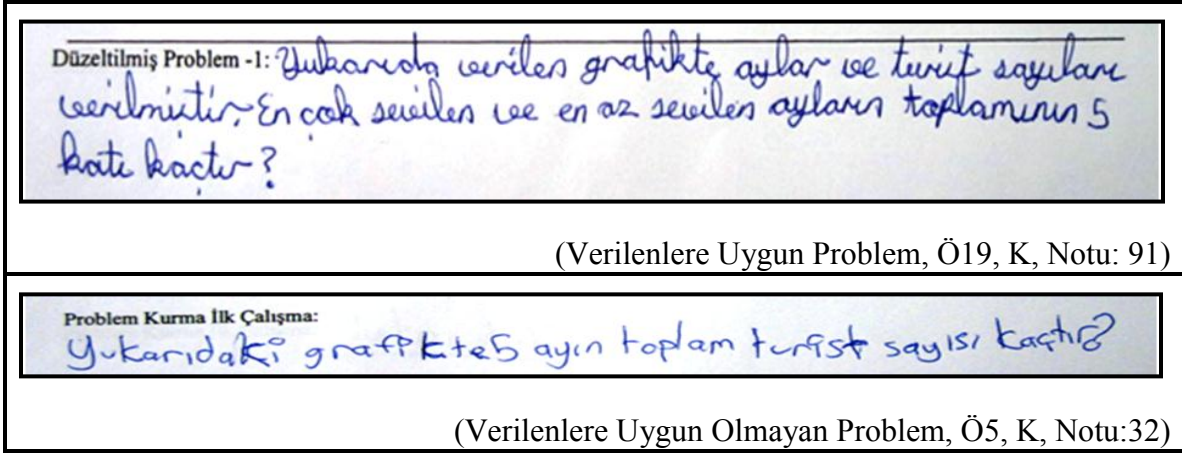 Düzeltilmiş Problem -1: Yukarıda verilen grafikte aylar ve turist sayıları
verilmiştir. En çok sevilen ve en az sevilen ayların toplamının 5
katı kaçtır?
(Verilenlere Uygun Problem, Ö19, K, Notu: 91)
Problem Kurma İlk Çalışma:
Yukarıdaki grafikte 5 ayın toplam turist sayısı kaçtır?
(Verilenlere Uygun Olmayan Problem, Ö5, K, Notu:32)